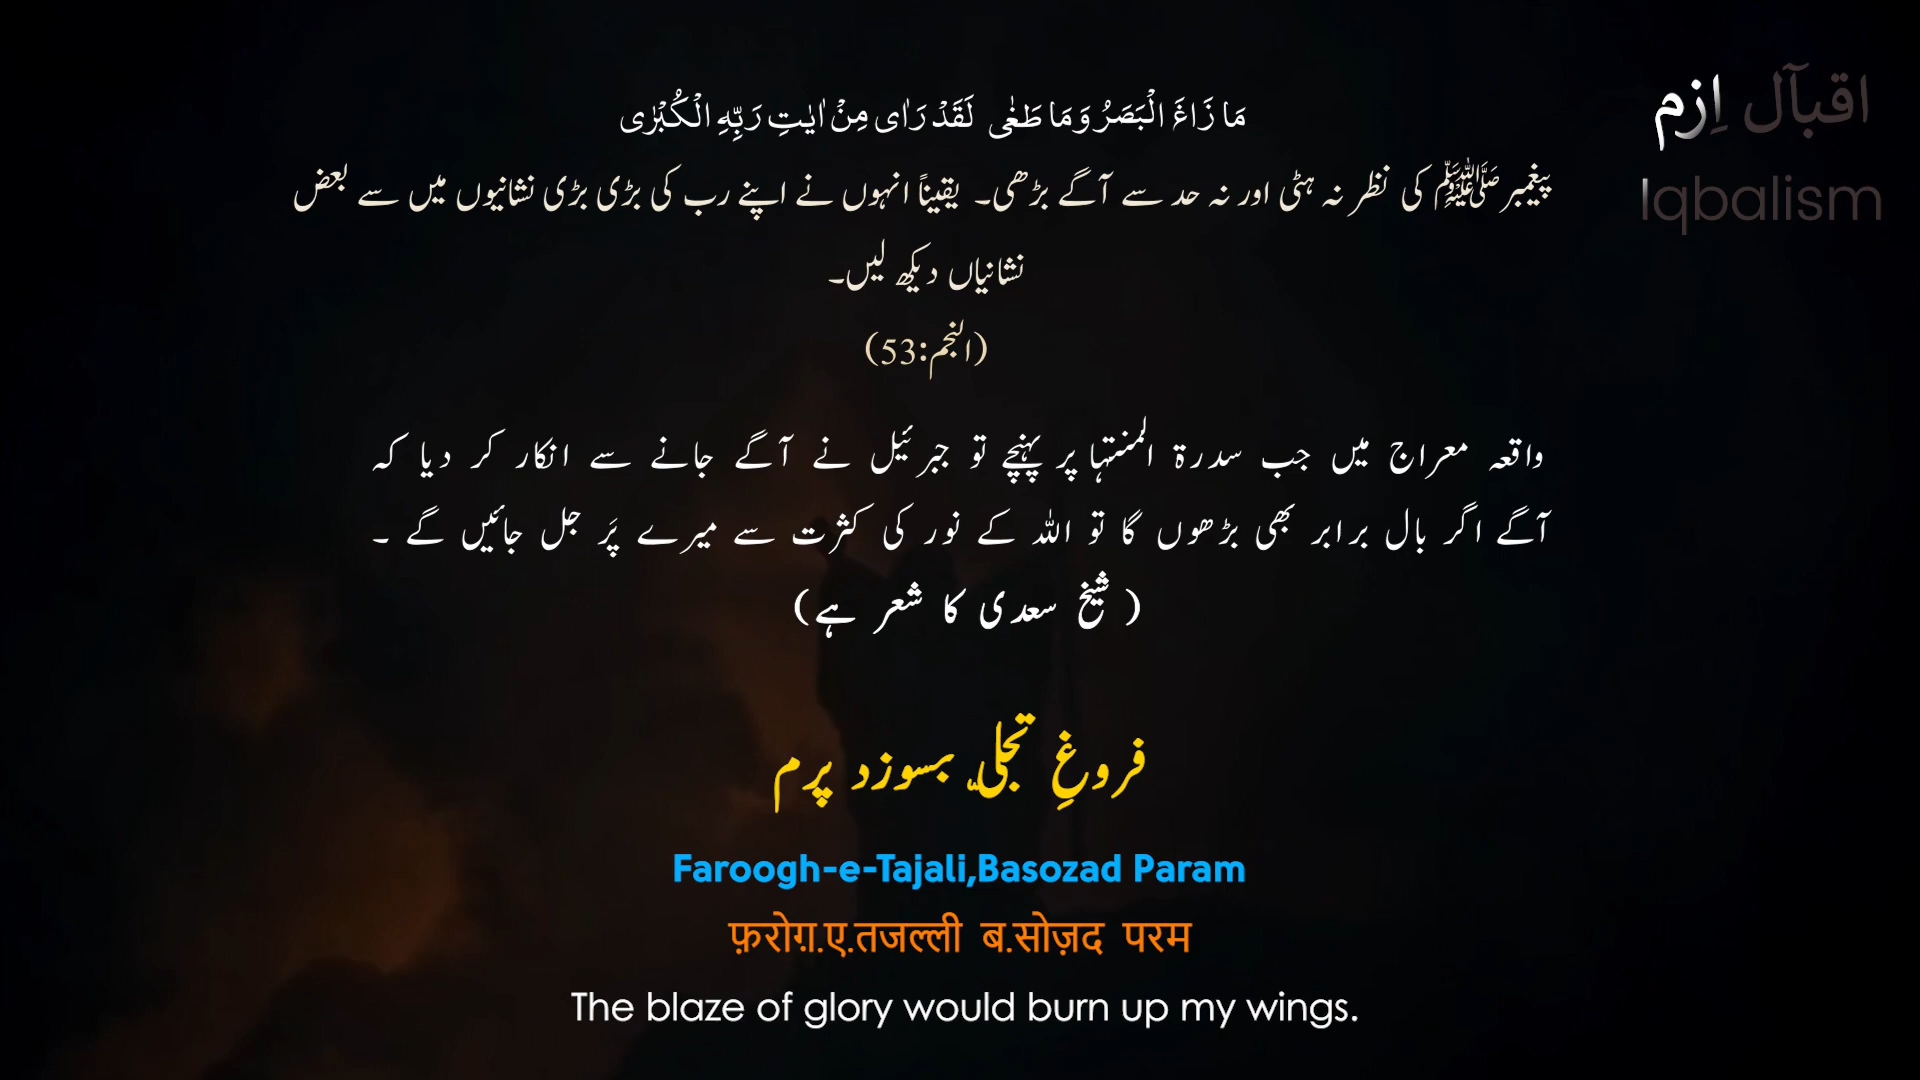 مَا زَاغَ الْبَصَرُ وَمَا طَغٰى لَقَدْ رَاٰى مِنْ اٰيٰتِ رَبِّهِ الْكُبْرٰى
اقبآل اِزم
Iqbalism
پیغمبر ﷺ کی نظر نہ ہٹی اور نہ حد سے آگے بڑھی۔ یقیناً انہوں نے اپنے رب کی بڑی بڑی نشانیوں میں سے بعض
نشانیاں دیکھ لیں۔
(النجم:53)
واقعہ معراج میں جب سدرۃ المنتہا پر پہنچے تو جبرئیل نے آگے جانے سے انکار کر دیا کہ
آگے اگر بال برابر بھی بڑھوں گا تو اللہ کے نور کی کثرت سے میرے پَر جل جائیں گے ۔
( شیخ سعدی کا شعر ہے)
فروغِ تجلیّ بسوزد پرم
Faroogh-e-Tajali,Basozad Param
फ़रोग़.ए.तजल्ली ब.सोज़द परम
The blaze of glory would burn up my wings.